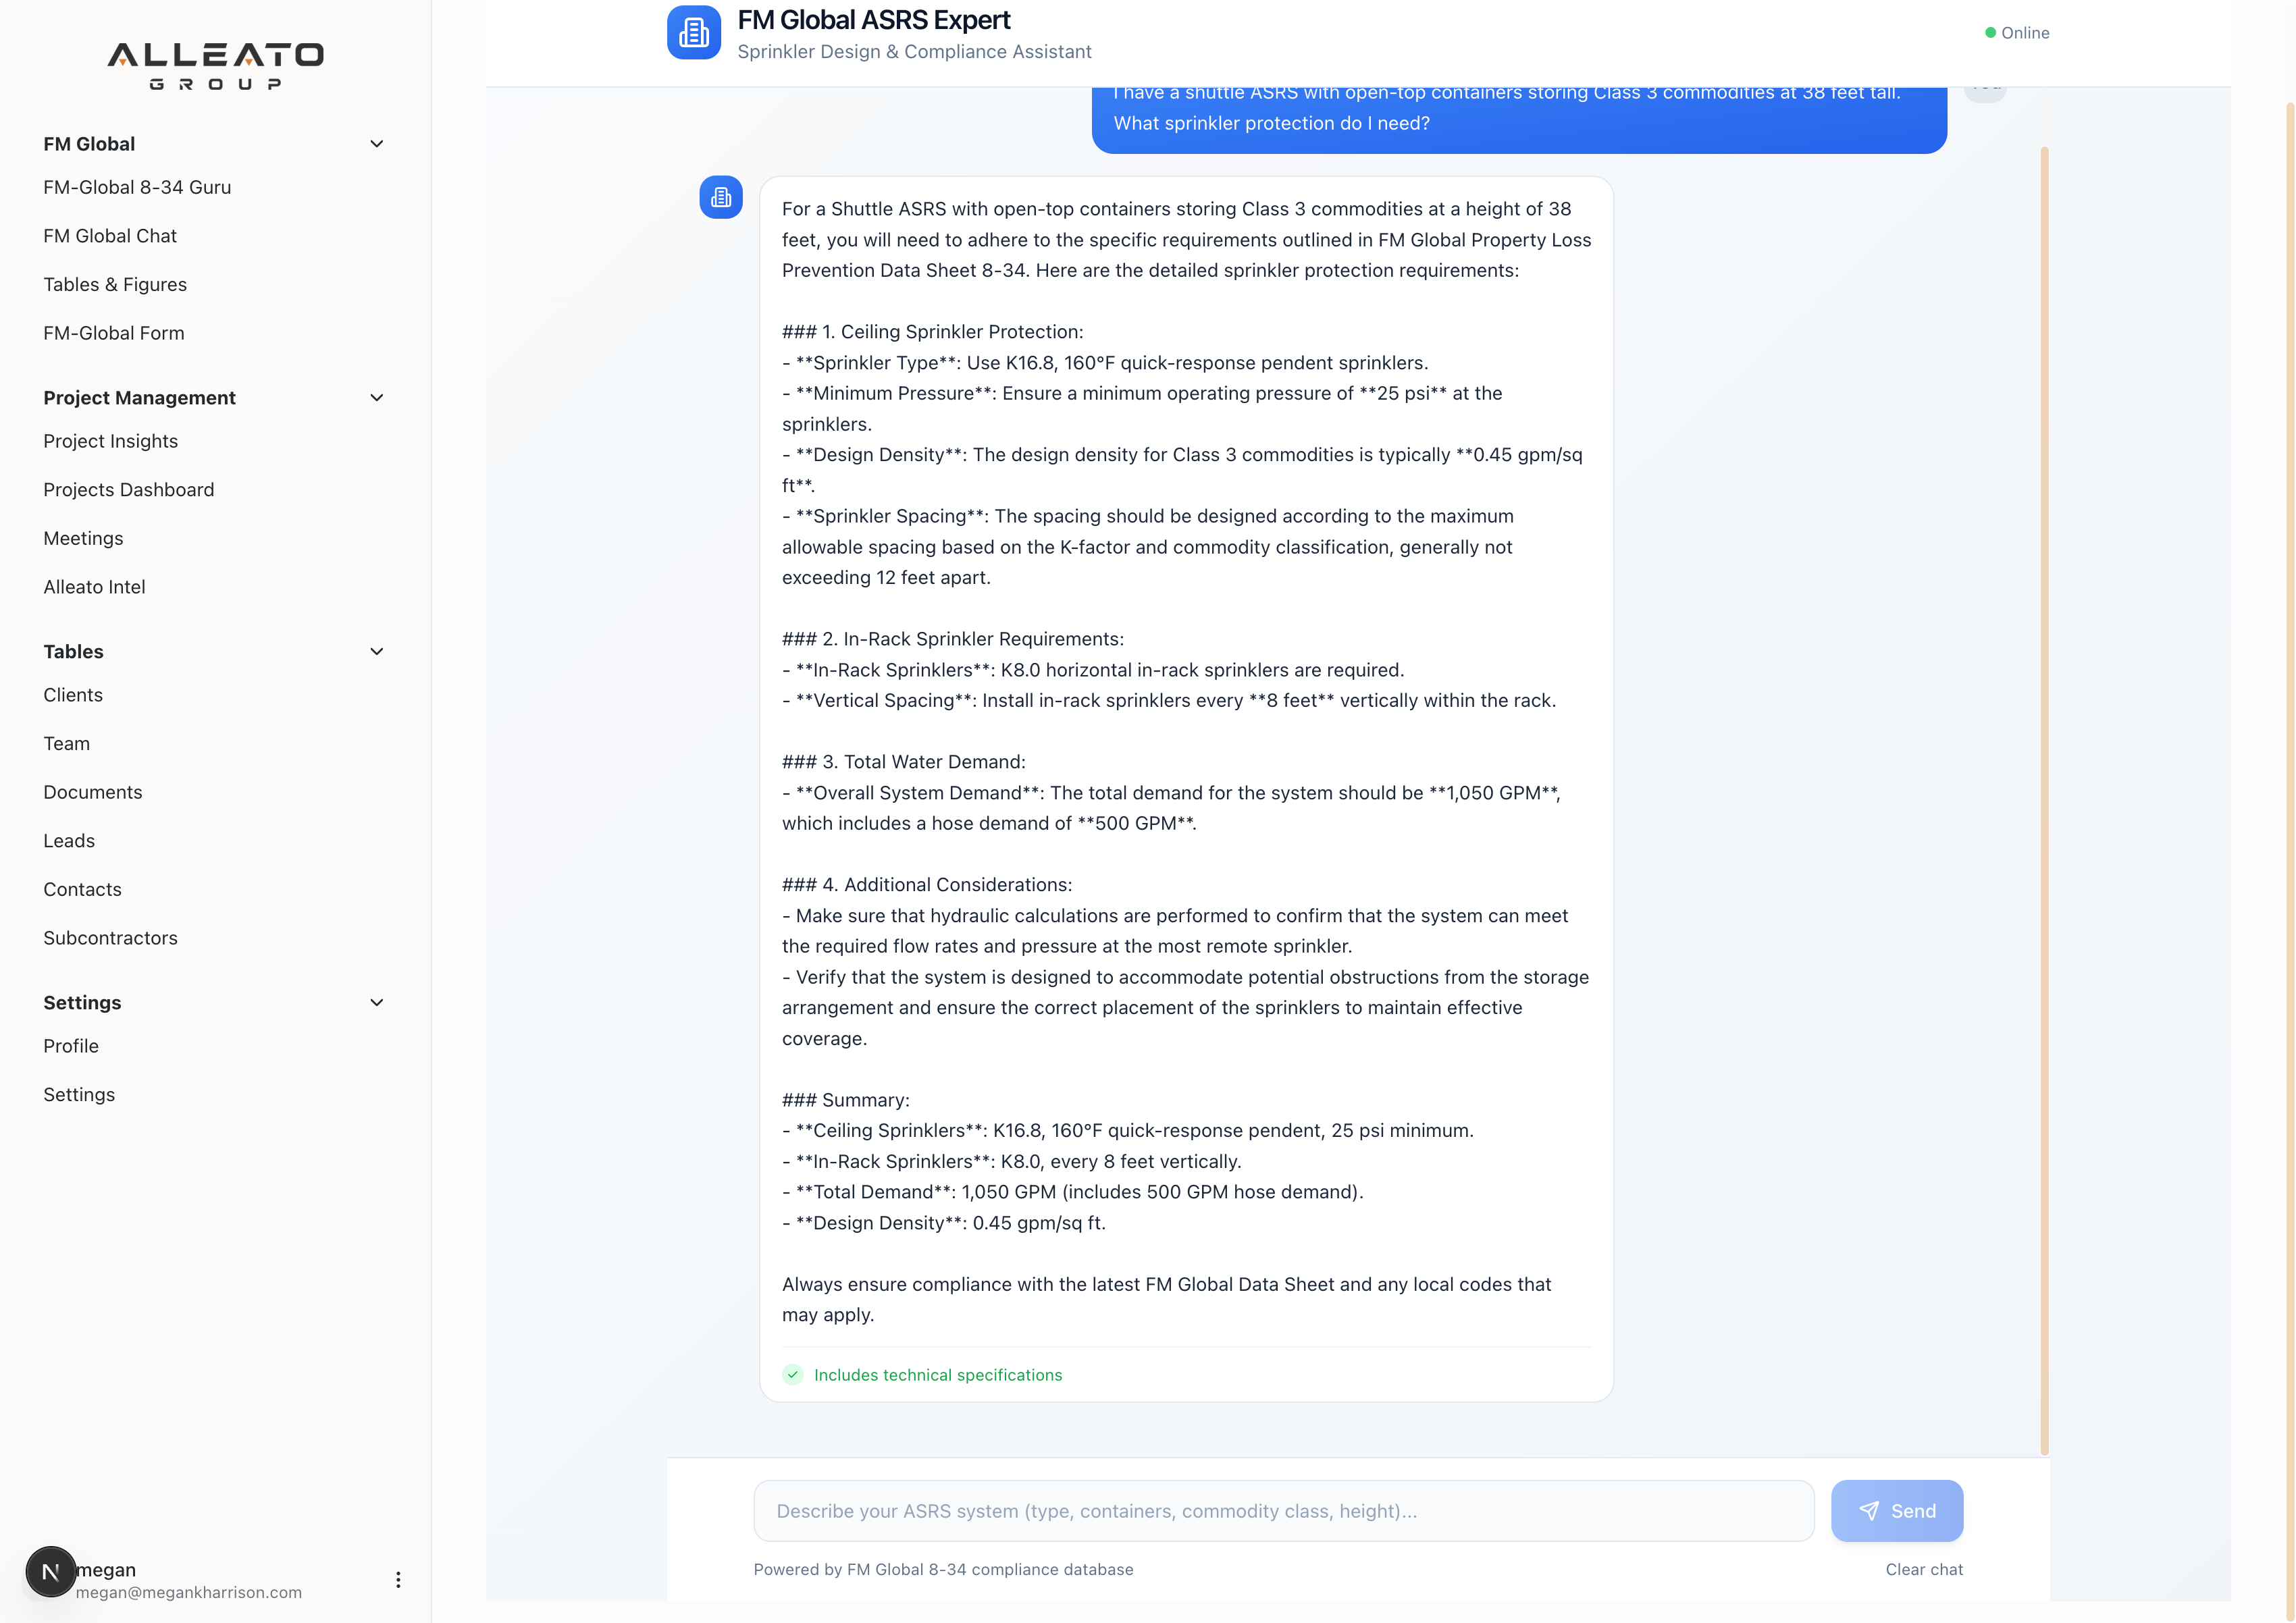 ALLEATO
GROUP
FM Global
FM-Global 8-34 Guru
FM Global Chat
Tables & Figures
FM-Global Form
Project Management
Project Insights
Projects Dashboard
Meetings
Alleato Intel
Tables
Clients
Team
Documents
Leads
Contacts
Subcontractors
Settings
Profile
Settings
N
megan
megan@megankharrison.com
FM Global ASRS Expert
Sprinkler Design & Compliance Assistant
Online
I have a shuttle ASRS with open-top containers storing Class 3 commodities at 38 feet tall.
What sprinkler protection do I need?
For a Shuttle ASRS with open-top containers storing Class 3 commodities at a height of 38
feet, you will need to adhere to the specific requirements outlined in FM Global Property Loss
Prevention Data Sheet 8-34. Here are the detailed sprinkler protection requirements:
### 1. Ceiling Sprinkler Protection:
- **Sprinkler Type**: Use K16.8, 160°F quick-response pendent sprinklers.
- **Minimum Pressure**: Ensure a minimum operating pressure of **25 psi** at the
sprinklers.
- **Design Density**: The design density for Class 3 commodities is typically **0.45 gpm/sq
ft**.
- **Sprinkler Spacing**: The spacing should be designed according to the maximum
allowable spacing based on the K-factor and commodity classification, generally not
exceeding 12 feet apart.
### 2. In-Rack Sprinkler Requirements:
- **In-Rack Sprinklers**: K8.0 horizontal in-rack sprinklers are required.
- **Vertical Spacing**: Install in-rack sprinklers every **8 feet** vertically within the rack.
### 3. Total Water Demand:
- **Overall System Demand**: The total demand for the system should be **1,050 GPM**,
which includes a hose demand of **500 GPM**.
### 4. Additional Considerations:
- Make sure that hydraulic calculations are performed to confirm that the system can meet
the required flow rates and pressure at the most remote sprinkler.
- Verify that the system is designed to accommodate potential obstructions from the storage
arrangement and ensure the correct placement of the sprinklers to maintain effective
coverage.
### Summary:
- **Ceiling Sprinklers**: K16.8, 160°F quick-response pendent, 25 psi minimum.
- **In-Rack Sprinklers**: K8.0, every 8 feet vertically.
- **Total Demand**: 1,050 GPM (includes 500 GPM hose demand).
- **Design Density**: 0.45 gpm/sq ft.
Always ensure compliance with the latest FM Global Data Sheet and any local codes that
may apply.
Includes technical specifications
Describe your ASRS system (type, containers, commodity class, height)...
Send
Powered by FM Global 8-34 compliance database
Clear chat